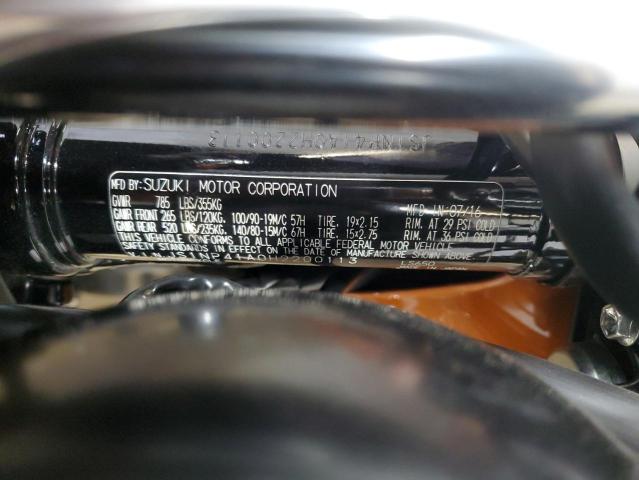 JS1NP41A0H2200113
MFD BY: SUZUKI MOTOR CORPORATION
GVWR 785 LBS/355KG MFD IN 07/16
GAWR FRONT 265 LBS/120KG, 100/90-19M/C 57H TIRE, 19x2.15 RIM, AT 29 PSI COLD
GAWR REAR 520 LBS/235KG, 140/80-15M/C 67H TIRE, 15x2.75 RIM, AT 36 PSI COLD
THIS VEHICLE CONFORMS TO ALL APPLICABLE FEDERAL MOTOR VEHICLE
SAFETY STANDARDS IN EFFECT ON THE DATE OF MANUFACTURE SHOWN ABOVE.
JS1NP41A0H2200113